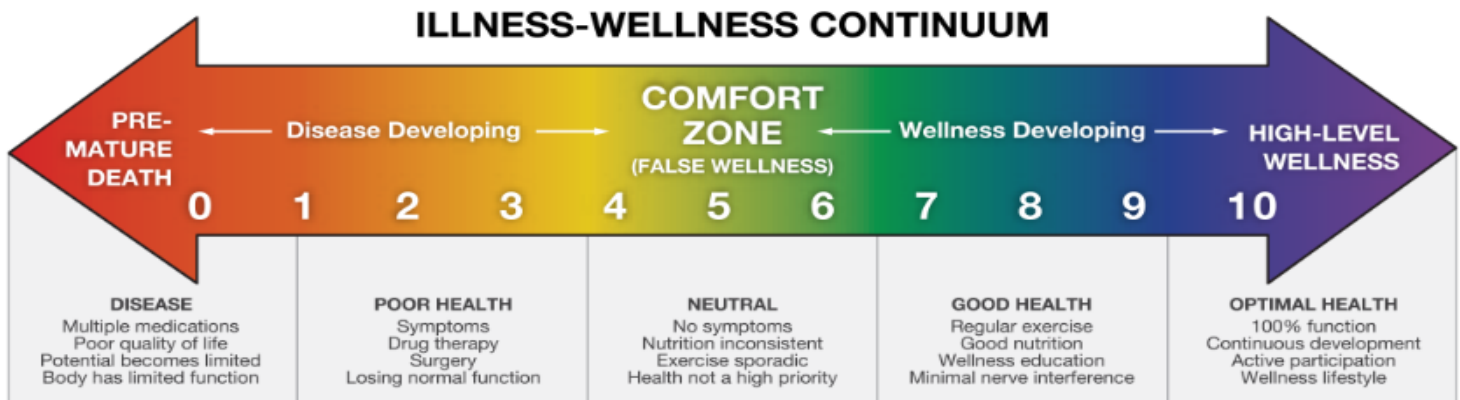 ILLNESS-WELLNESS CONTINUUM
PRE-
MATURE
DEATH
Disease Developing
COMFORT
ZONE
(FALSE WELLNESS)
Wellness Developing
HIGH-LEVEL
WELLNESS
0 1 2 3 4 5 6 7 8 9 10
DISEASE
Multiple medications
Poor quality of life
Potential becomes limited
Body has limited function
POOR HEALTH
Symptoms
Drug therapy
Surgery
Losing normal function
NEUTRAL
No symptoms
Nutrition inconsistent
Exercise sporadic
Health not a high priority
GOOD HEALTH
Regular exercise
Good nutrition
Wellness education
Minimal nerve interference
OPTIMAL HEALTH
100% function
Continuous development
Active participation
Wellness lifestyle